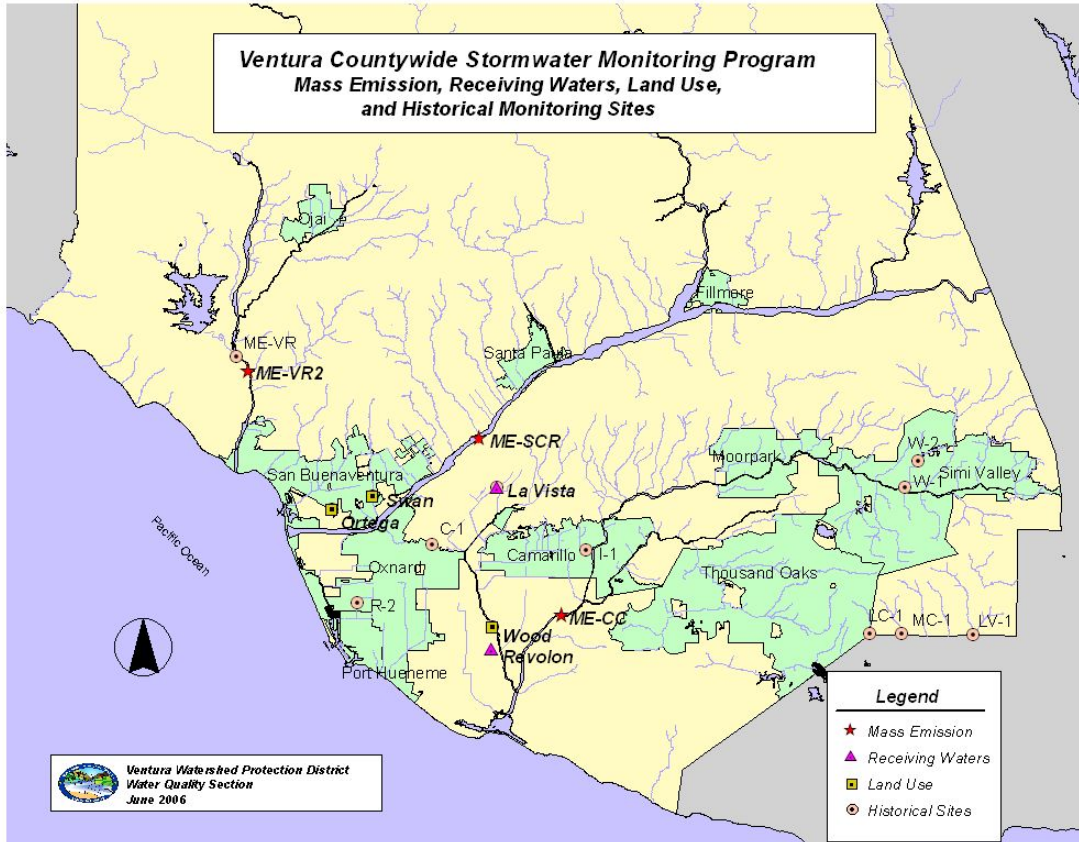 Ventura Countywide Stormwater Monitoring Program
Mass Emission, Receiving Waters, Land Use,
and Historical Monitoring Sites
Ojai
Fillmore
ME-VR
ME-VR2
Santa Paula
ME-SCR
Moorpark
W-2
Simi Valley
W-1
San Buenaventura
Swan
La Vista
Ortega
Pacific Ocean
C-1
Camarillo
I-1
Oxnard
Thousand Oaks
R-2
ME-CC
LC-1
MC-1
LV-1
Wood
Revolon
Port Hueneme
Legend
Mass Emission
Receiving Waters
Land Use
Historical Sites
Ventura Watershed Protection District
Water Quality Section
June 2006